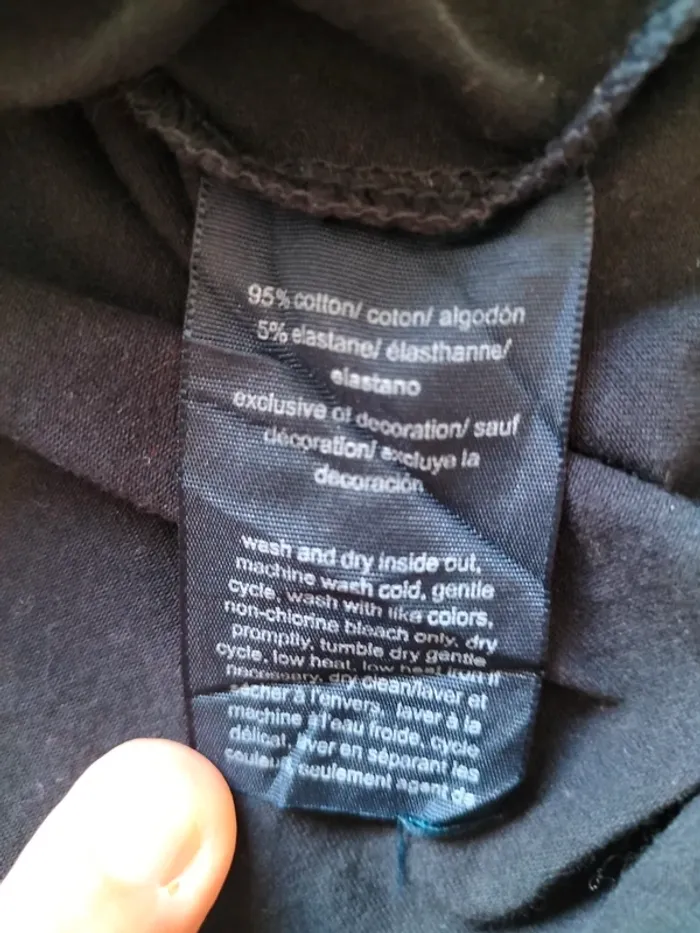 95% cotton/ coton/ algodón
5% elastane/ élasthanne/
elastano
exclusive of decoration/ sauf
décoration/ excluye la
decoración
wash and dry inside out,
machine wash cold, gentle
cycle, wash with like colors,
non-chlorine bleach only, dry
promptly, tumble dry gentle
cycle, low heat, low heat iron if
necessary, dry clean/laver et
sécher à l'envers, laver à la
machine à l'eau froide, cycle
délicat, laver en séparant les
couleurs seulement agent de